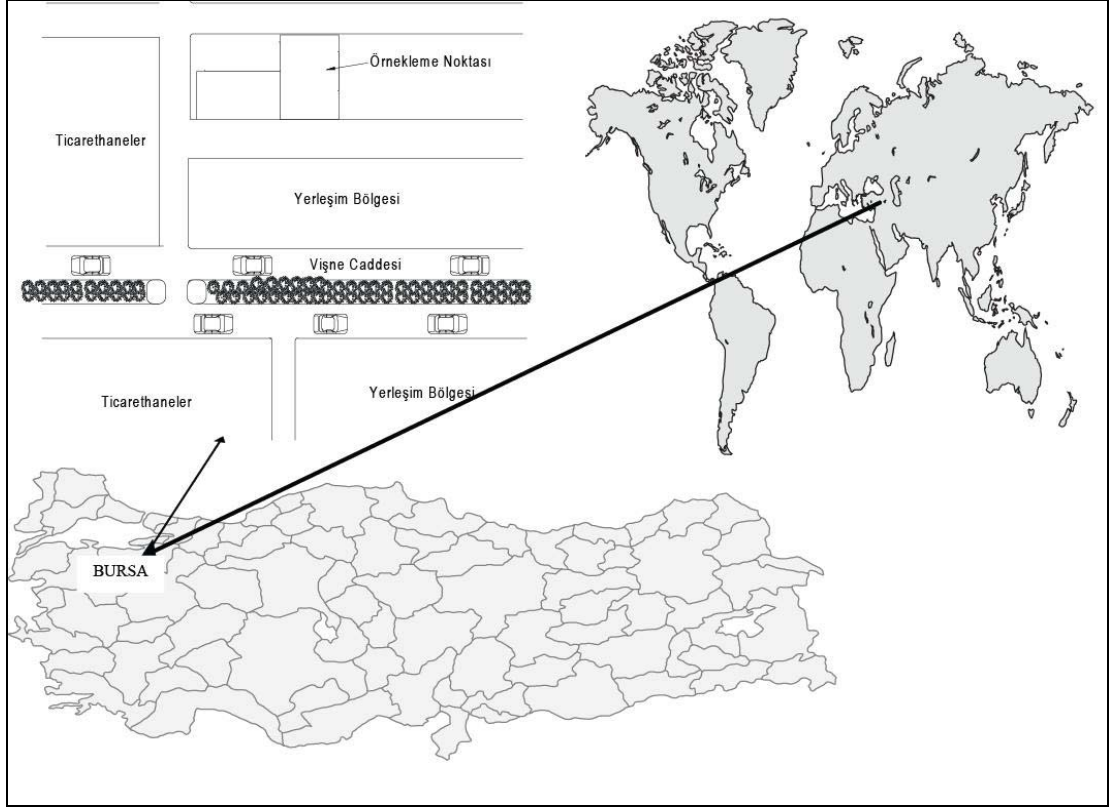 Örnekleme Noktası
Ticarethaneler
Yerleşim Bölgesi
Vişne Caddesi
Yerleşim Bölgesi
Ticarethaneler
BURSA